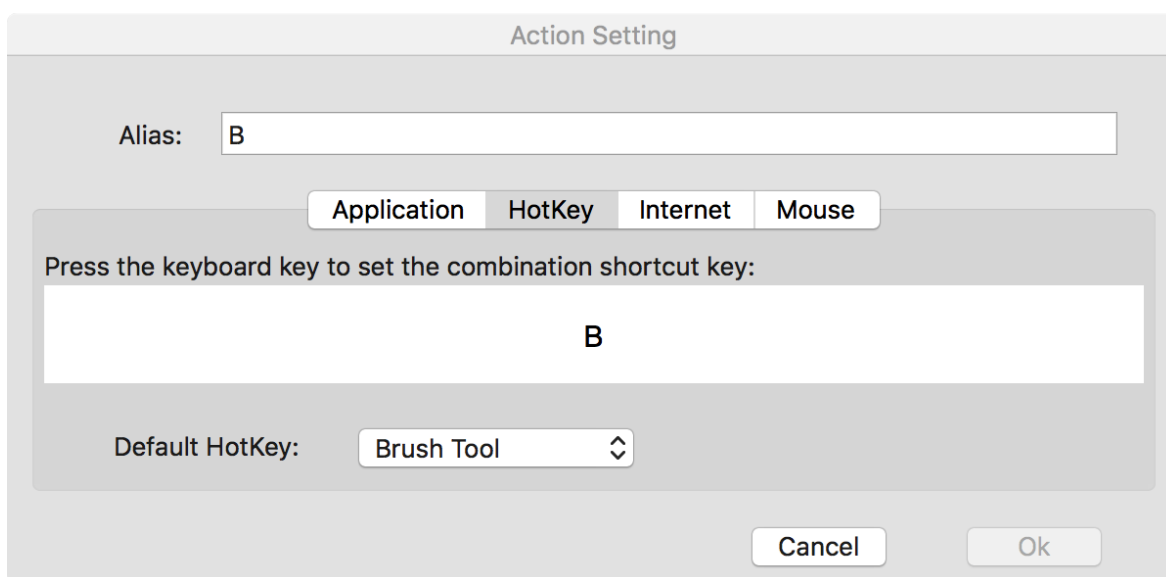 Action Setting
Alias: B
Application HotKey Internet Mouse
Press the keyboard key to set the combination shortcut key:
B
Default HotKey: Brush Tool
Cancel Ok